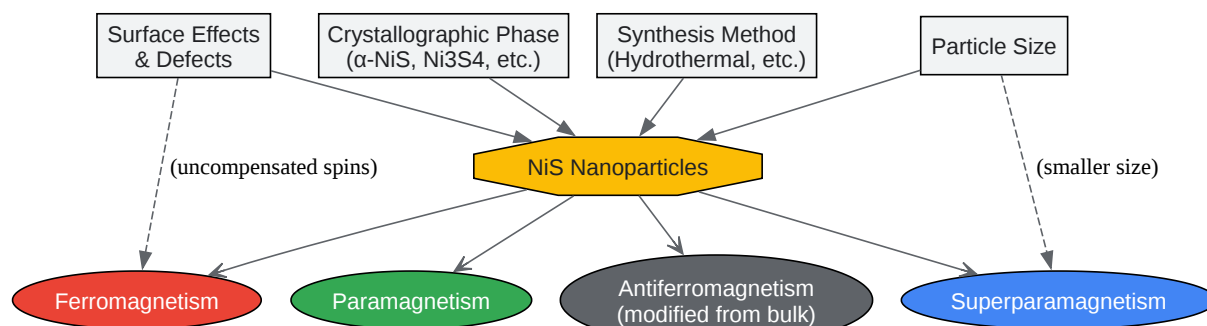 Surface Effects
& Defects
Crystallographic Phase
(α-NiS, Ni3S4, etc.)
Synthesis Method
(Hydrothermal, etc.)
Particle Size
(uncompensated spins)
NiS Nanoparticles
(smaller size)
Ferromagnetism
Paramagnetism
Antiferromagnetism
(modified from bulk)
Superparamagnetism